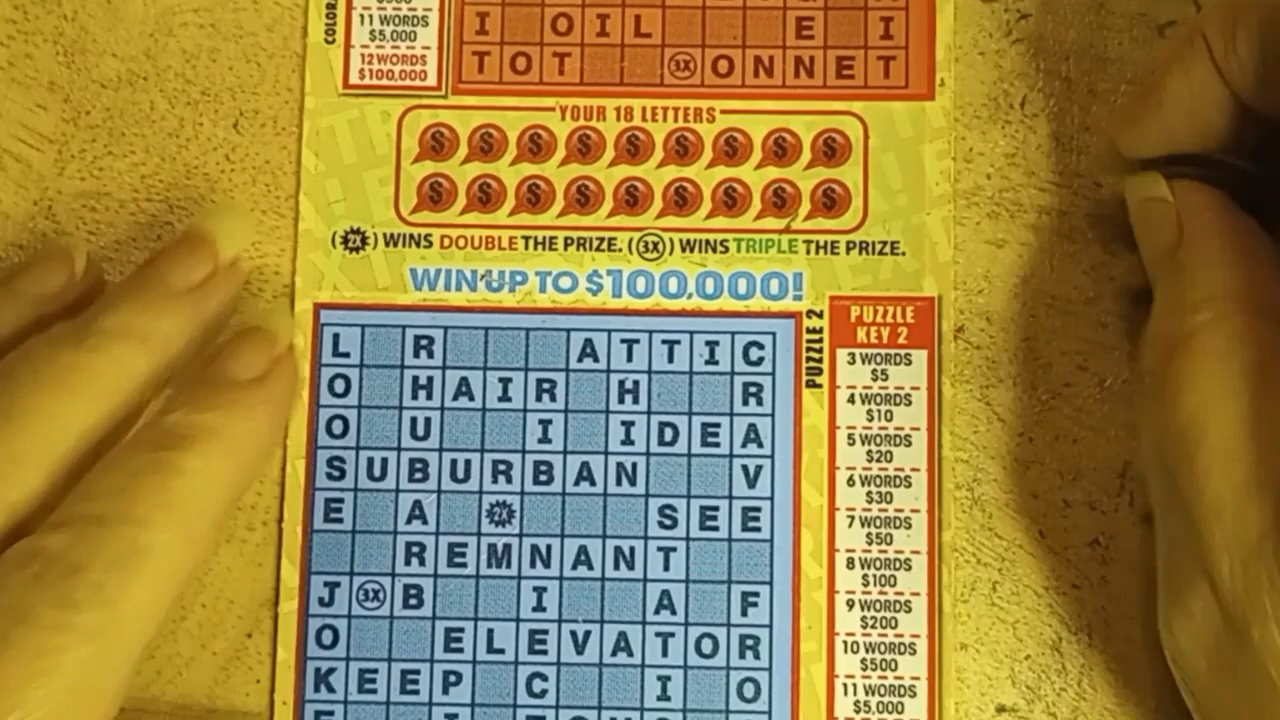 11 WORDS
$5,000
12 WORDS
$100,000
I OIL E I
TOT 3X ONNET
YOUR 18 LETTERS
$ $ $ $ $ $ $ $ $
$ $ $ $ $ $ $ $ $
(2X) WINS DOUBLE THE PRIZE. (3X) WINS TRIPLE THE PRIZE.
WIN UP TO $100,000!
PUZZLE 2
L R ATTIC
O HAIR H R
O U I IDEA
SUBURBAN V
E A 2X SEE
REMNANT
J 3X B I A F
O ELEVATOR
KEEP C I O
PUZZLE
KEY 2
3 WORDS
$5
4 WORDS
$10
5 WORDS
$20
6 WORDS
$30
7 WORDS
$50
8 WORDS
$100
9 WORDS
$200
10 WORDS
$500
11 WORDS
$5,000